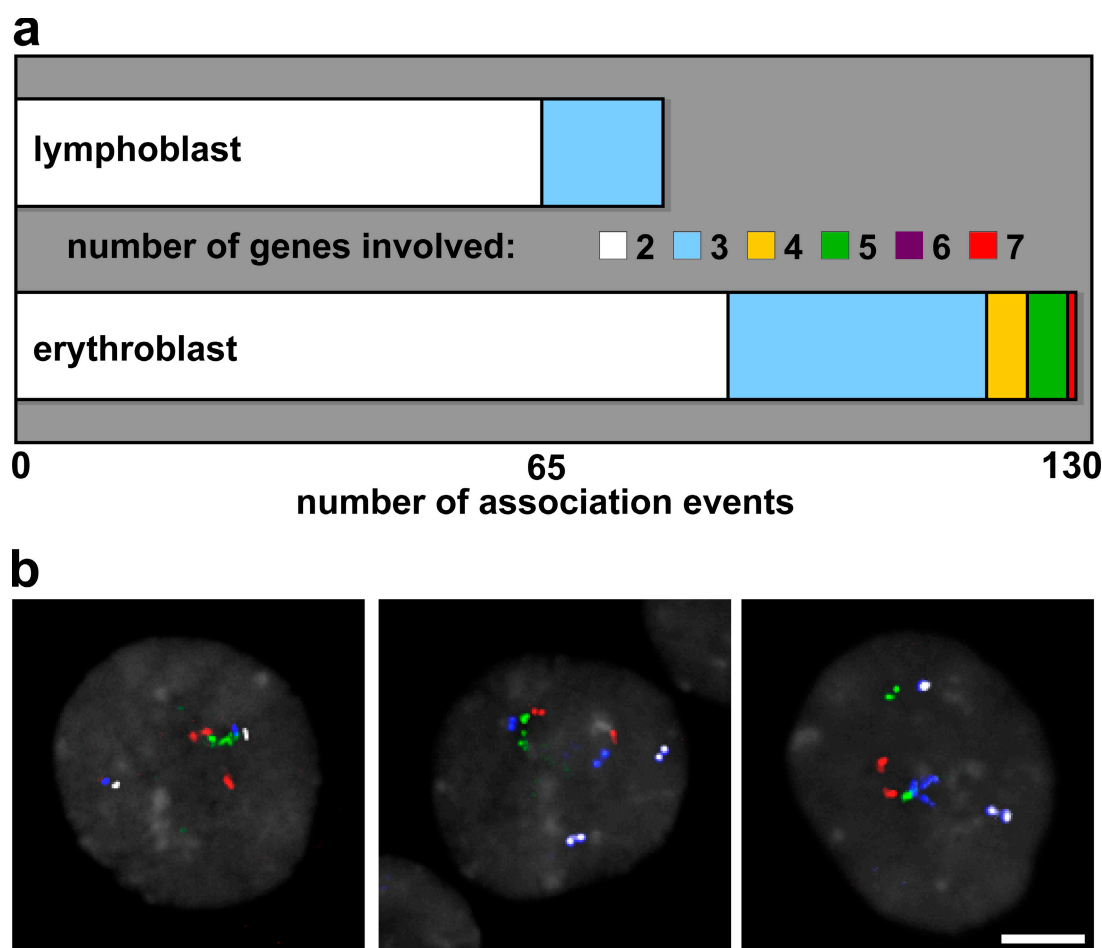 a
lymphoblast
number of genes involved: 2 3 4 5 6 7
erythroblast
0 65 130
number of association events
b